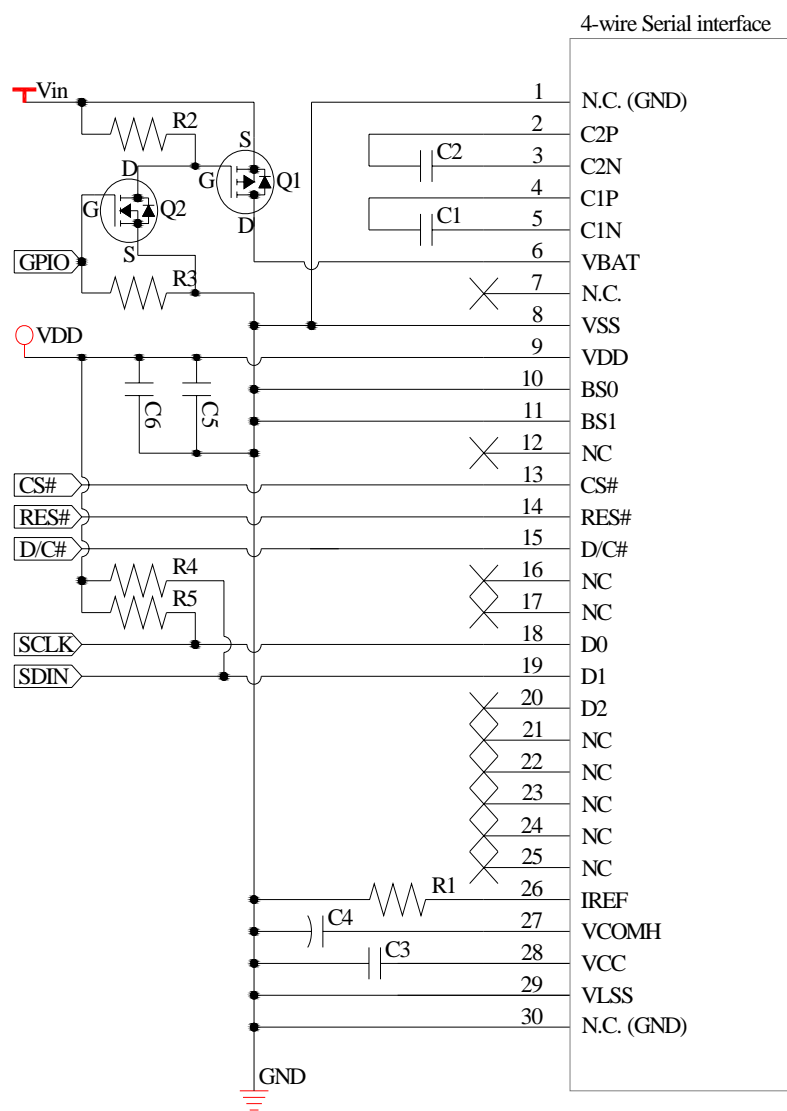 4-wire Serial interface
Vin
1 N.C. (GND)
R2
2 C2P
S
D
C2
3 C2N
G
Q1
4 C1P
G
Q2
C1
D
5 C1N
S
GPIO
6 VBAT
R3
7 N.C.
8 VSS
VDD
9 VDD
10 BS0
C6
C5
11 BS1
12 NC
CS#
13 CS#
RES#
14 RES#
D/C#
15 D/C#
R4
16 NC
R5
17 NC
SCLK
18 D0
SDIN
19 D1
20 D2
21 NC
22 NC
23 NC
24 NC
25 NC
R1
26 IREF
C4
27 VCOMH
C3
28 VCC
29 VLSS
30 N.C. (GND)
GND